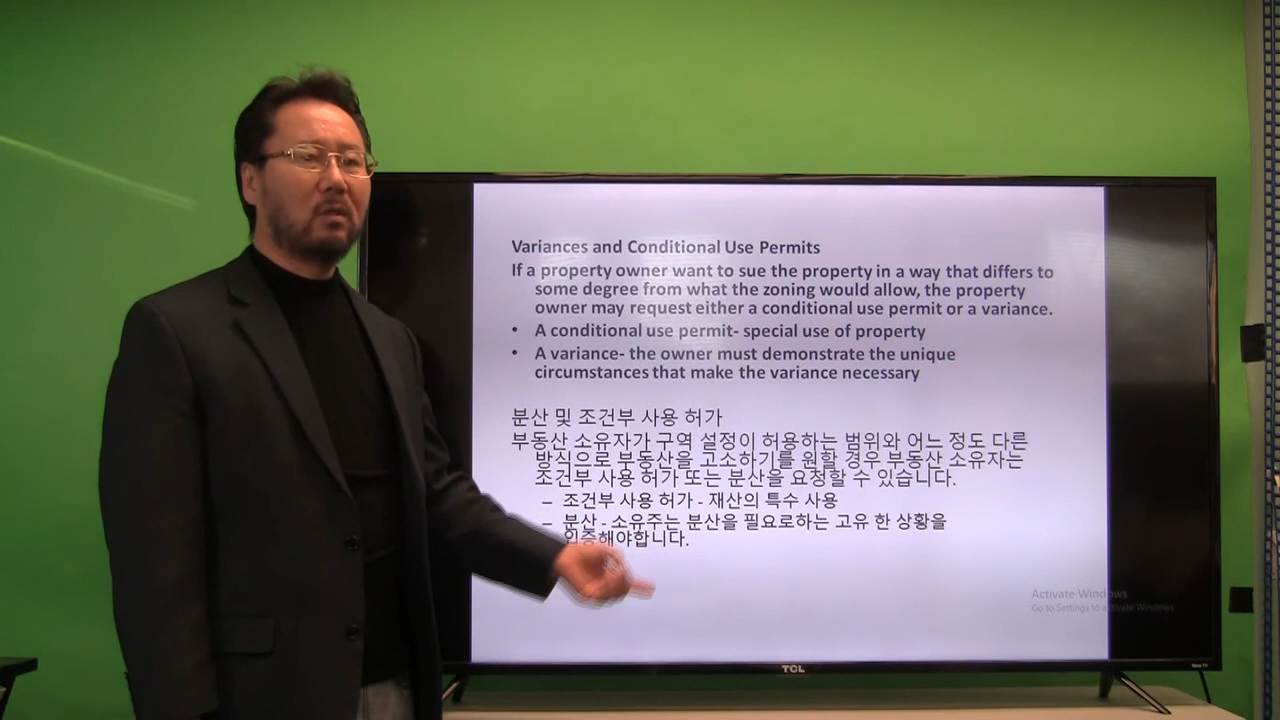 Variances and Conditional Use Permits
If a property owner want to sue the property in a way that differs to
some degree from what the zoning would allow, the property
owner may request either a conditional use permit or a variance.
• A conditional use permit- special use of property
• A variance- the owner must demonstrate the unique
circumstances that make the variance necessary
분산 및 조건부 사용 허가
부동산 소유자가 구역 설정이 허용하는 범위와 어느 정도 다른
방식으로 부동산을 고소하기를 원할 경우 부동산 소유자는
조건부 사용 허가 또는 분산을 요청할 수 있습니다.
– 조건부 사용 허가 - 재산의 특수 사용
– 분산 - 소유주는 분산을 필요로하는 고유 한 상황을
입증해야합니다.
Activate Windows
Go to Settings to activate Windows
TCL
Roku TV